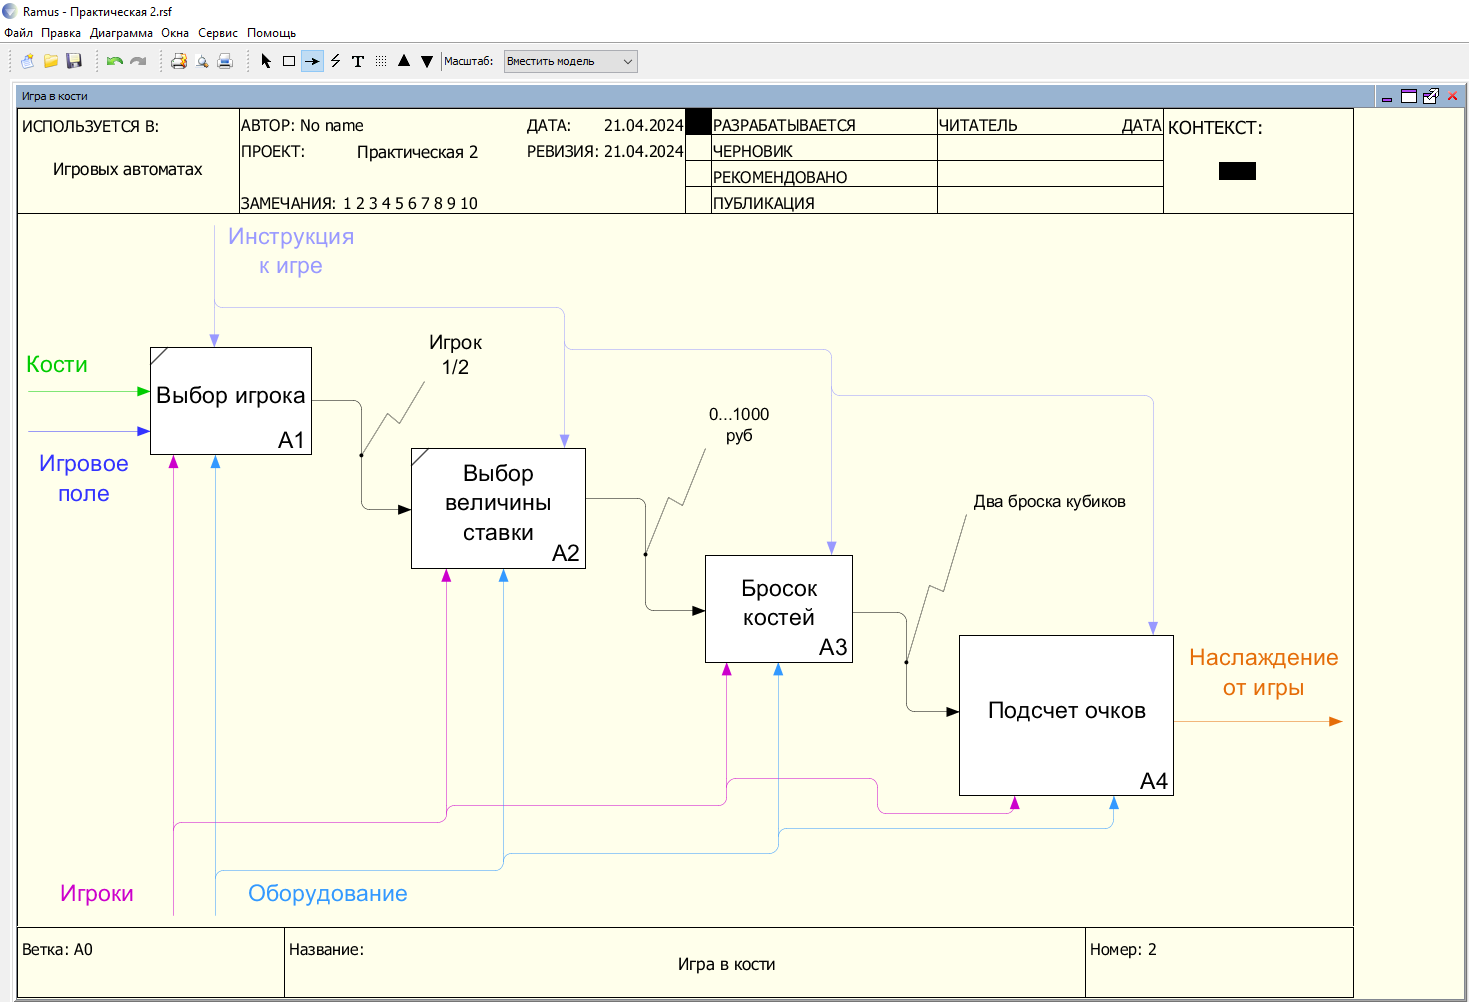 Ramus - Практическая 2.rsf
Файл Правка Диаграмма Окна Сервис Помощь
Масштаб: Вместить модель
Игра в кости
ИСПОЛЬЗУЕТСЯ В:
Игровых автоматах
АВТОР: No name
ДАТА: 21.04.2024
ПРОЕКТ: Практическая 2
РЕВИЗИЯ: 21.04.2024
ЗАМЕЧАНИЯ: 1 2 3 4 5 6 7 8 9 10
РАЗРАБАТЫВАЕТСЯ
ЧЕРНОВИК
РЕКОМЕНДОВАНО
ПУБЛИКАЦИЯ
ЧИТАТЕЛЬ ДАТА
КОНТЕКСТ:
Инструкция
к игре
Кости
Выбор игрока
A1
Игровое
поле
Игрок
1/2
Выбор
величины
ставки
A2
0...1000
руб
Бросок
костей
A3
Два броска кубиков
Подсчет очков
A4
Наслаждение
от игры
Игроки
Оборудование
Ветка: A0
Название:
Игра в кости
Номер: 2